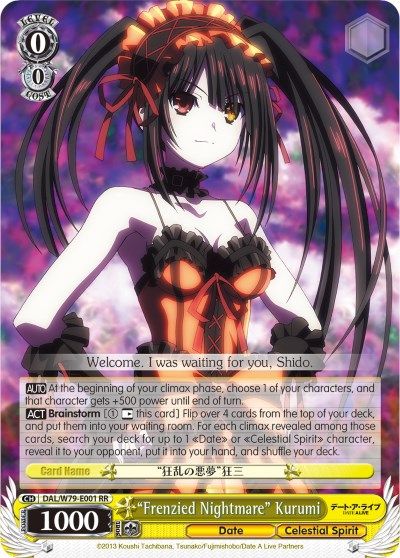 LEVEL
0
0
COST
Welcome. I was waiting for you, Shido.
AUTO At the beginning of your climax phase, choose 1 of your characters, and
that character gets +500 power until end of turn.
ACT Brainstorm [① this card] Flip over 4 cards from the top of your deck,
and put them into your waiting room. For each climax revealed among those
cards, search your deck for up to 1 «Date» or «Celestial Spirit» character,
reveal it to your opponent, put it into your hand, and shuffle your deck.
Card Name
“狂乱の悪夢”狂三
CD DAL/W79-E001 RR
“Frenzied Nightmare” Kurumi
デート・ア・ライブ
DATE A LIVE
POWER
1000
SOUL
Date
Celestial Spirit
©2013 Koushi Tachibana, Tsunako/Fujimishobo/Date A Live Partners